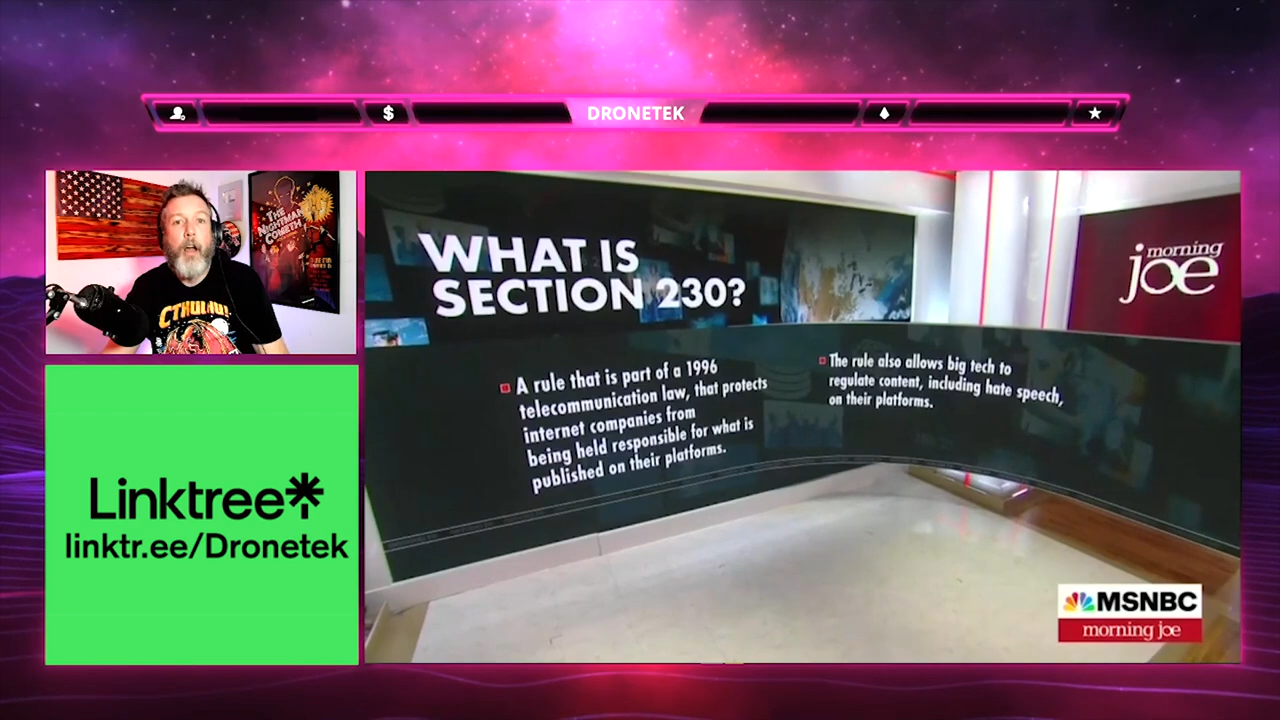 DRONETEK
THE
NIGHTMAN
COMETH
CTHULHU
WHAT IS
SECTION 230?
A rule that is part of a 1996
telecommunication law, that protects
internet companies from
being held responsible for what is
published on their platforms.
The rule also allows big tech to
regulate content, including hate speech,
on their platforms.
morning
joe
Linktree
linktr.ee/Dronetek
MSNBC
morning joe